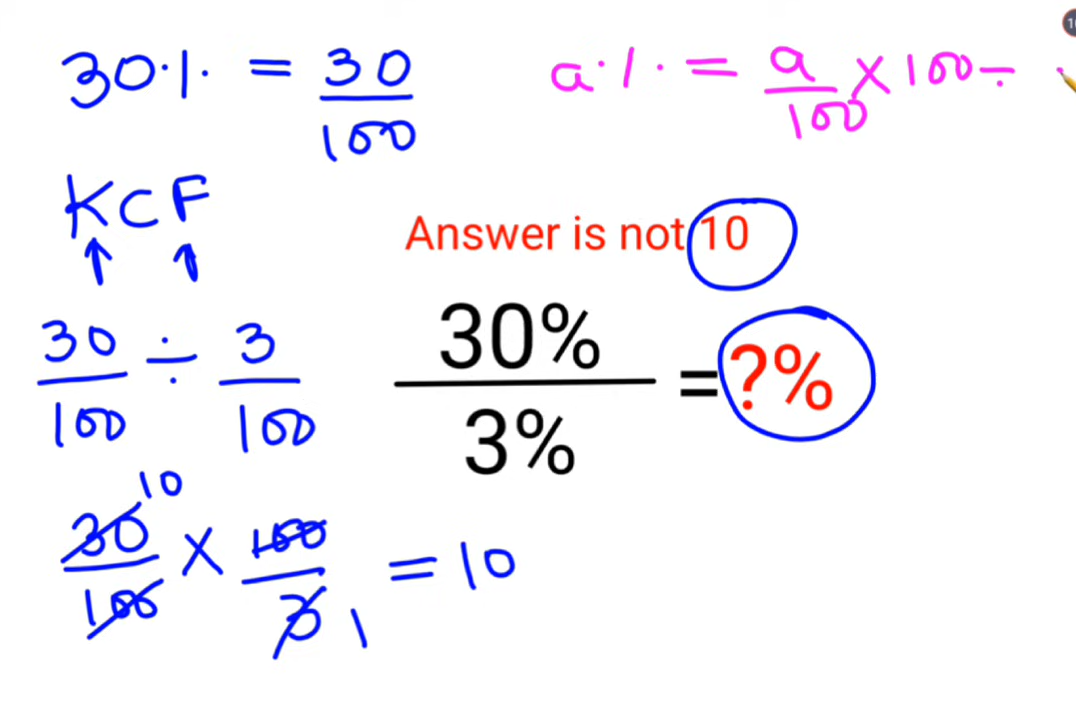 30% = 30/100
a% = a/100 × 100 ÷
KCF
Answer is not 10
30%/3% = ?%
30/100 ÷ 3/100
10
30/100 × 100/3 = 10
1